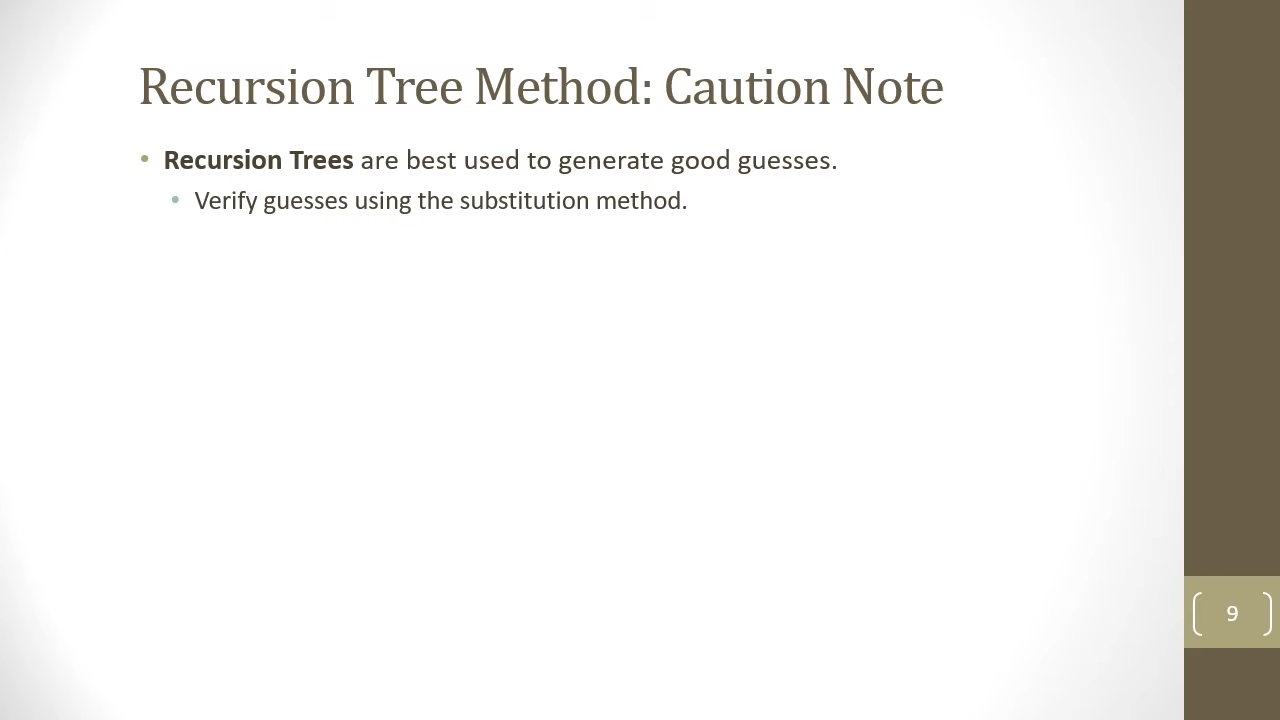 Recursion Tree Method: Caution Note
• Recursion Trees are best used to generate good guesses.
• Verify guesses using the substitution method.
9